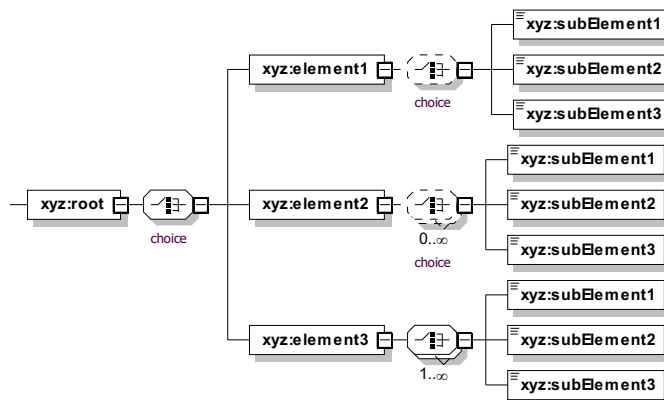 xyz:subElement1
xyz:element1
xyz:subElement2
choice
xyz:subElement3
xyz:subElement1
xyz:root
xyz:element2
xyz:subElement2
choice
0..∞
xyz:subElement3
choice
xyz:subElement1
xyz:element3
xyz:subElement2
1..∞
xyz:subElement3